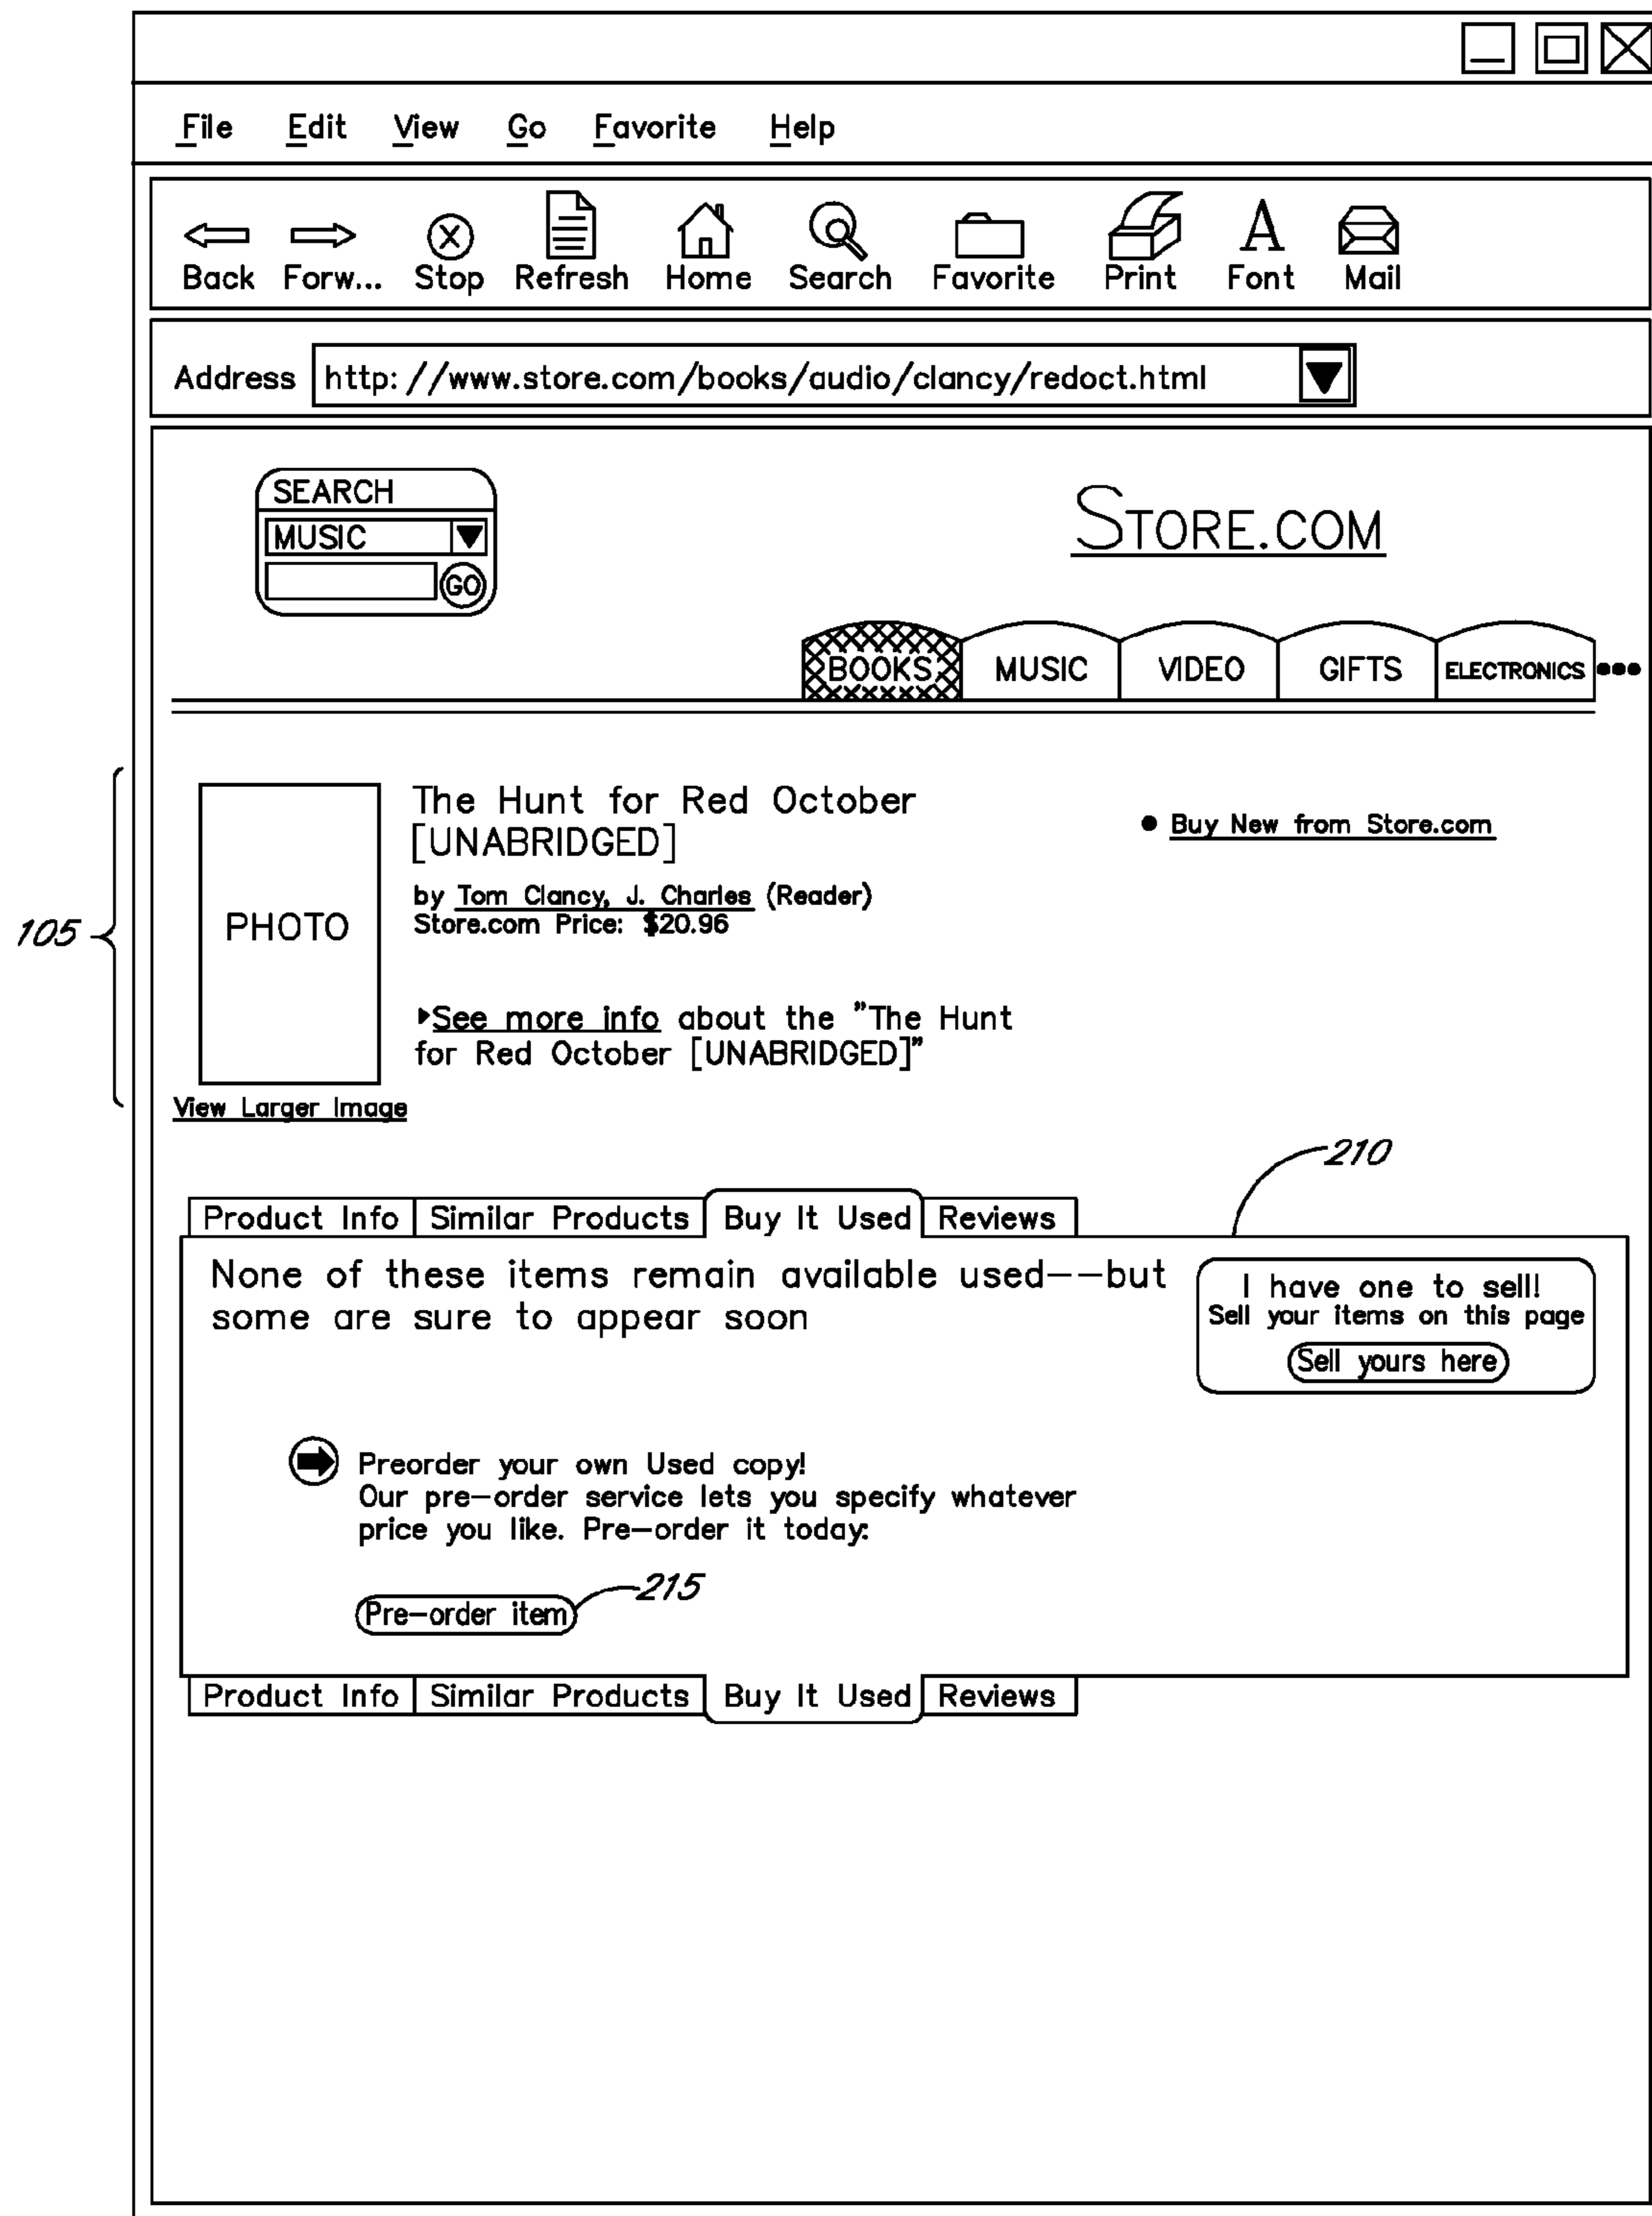 File Edit View Go Favorite Help
Back Forw... Stop Refresh Home Search Favorite Print A Font Mail
Address http: //www.store.com/books/audio/clancy/redoct.html
SEARCH
MUSIC
GO
STORE.COM
BOOKS MUSIC VIDEO GIFTS ELECTRONICS
105
PHOTO
The Hunt for Red October
[UNABRIDGED]
by Tom Clancy, J. Charles (Reader)
Store.com Price: $20.96
▸See more info about the "The Hunt
for Red October [UNABRIDGED]"
View Larger Image
• Buy New from Store.com
210
Product Info Similar Products Buy It Used Reviews
None of these items remain available used--but
some are sure to appear soon
I have one to sell!
Sell your items on this page
Sell yours here
Preorder your own Used copy!
Our pre-order service lets you specify whatever
price you like. Pre-order it today:
215
Pre-order item
Product Info Similar Products Buy It Used Reviews